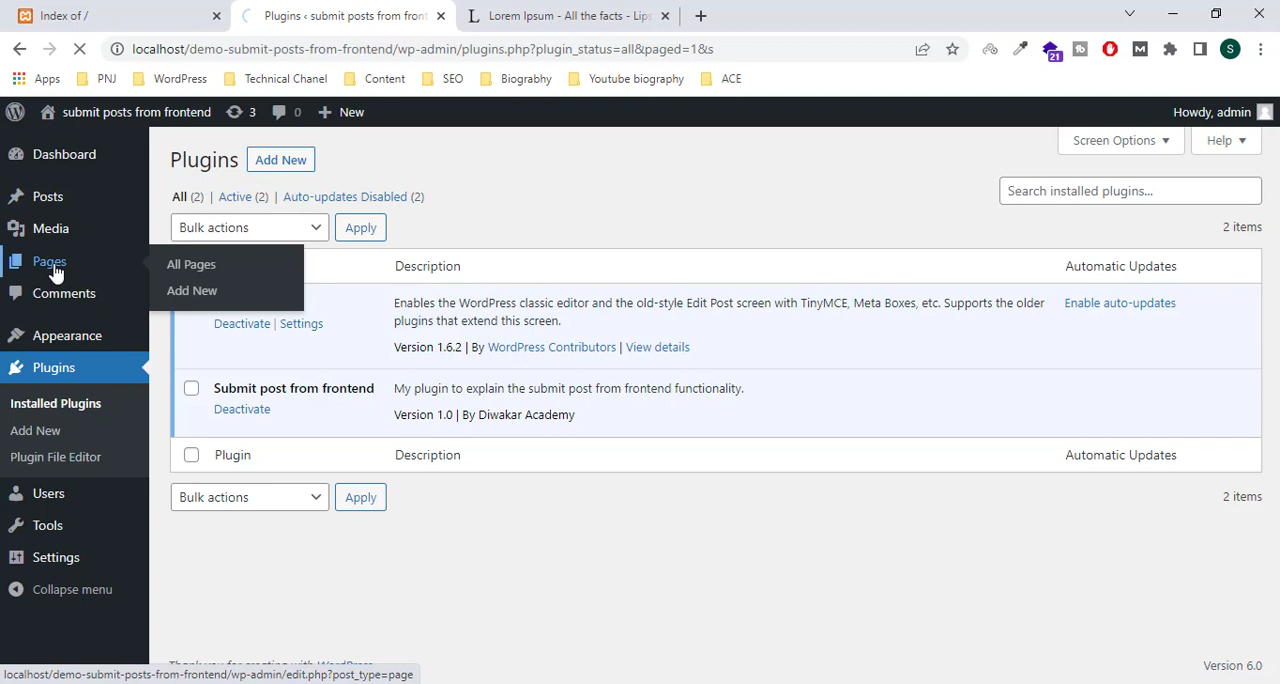 Index of /
Plugins ‹ submit posts from front
Lorem Ipsum - All the facts - Lips
localhost/demo-submit-posts-from-frontend/wp-admin/plugins.php?plugin_status=all&paged=1&s
21
M
S
Apps
PNJ
WordPress
Technical Chanel
Content
SEO
Biograbhy
Youtube biography
ACE
submit posts from frontend
3
0
New
Howdy, admin
Dashboard
Posts
Media
Pages
Comments
Appearance
Plugins
Installed Plugins
Add New
Plugin File Editor
Users
Tools
Settings
Collapse menu
All Pages
Add New
Plugins
Add New
Screen Options
Help
All (2) | Active (2) | Auto-updates Disabled (2)
Search installed plugins...
Bulk actions
Apply
2 items
Description
Automatic Updates
Enables the WordPress classic editor and the old-style Edit Post screen with TinyMCE, Meta Boxes, etc. Supports the older
plugins that extend this screen.
Enable auto-updates
Deactivate | Settings
Version 1.6.2 | By WordPress Contributors | View details
Submit post from frontend
My plugin to explain the submit post from frontend functionality.
Deactivate
Version 1.0 | By Diwakar Academy
Plugin
Description
Automatic Updates
Bulk actions
Apply
2 items
Thank you for creating with WordPress
Version 6.0
localhost/demo-submit-posts-from-frontend/wp-admin/edit.php?post_type=page